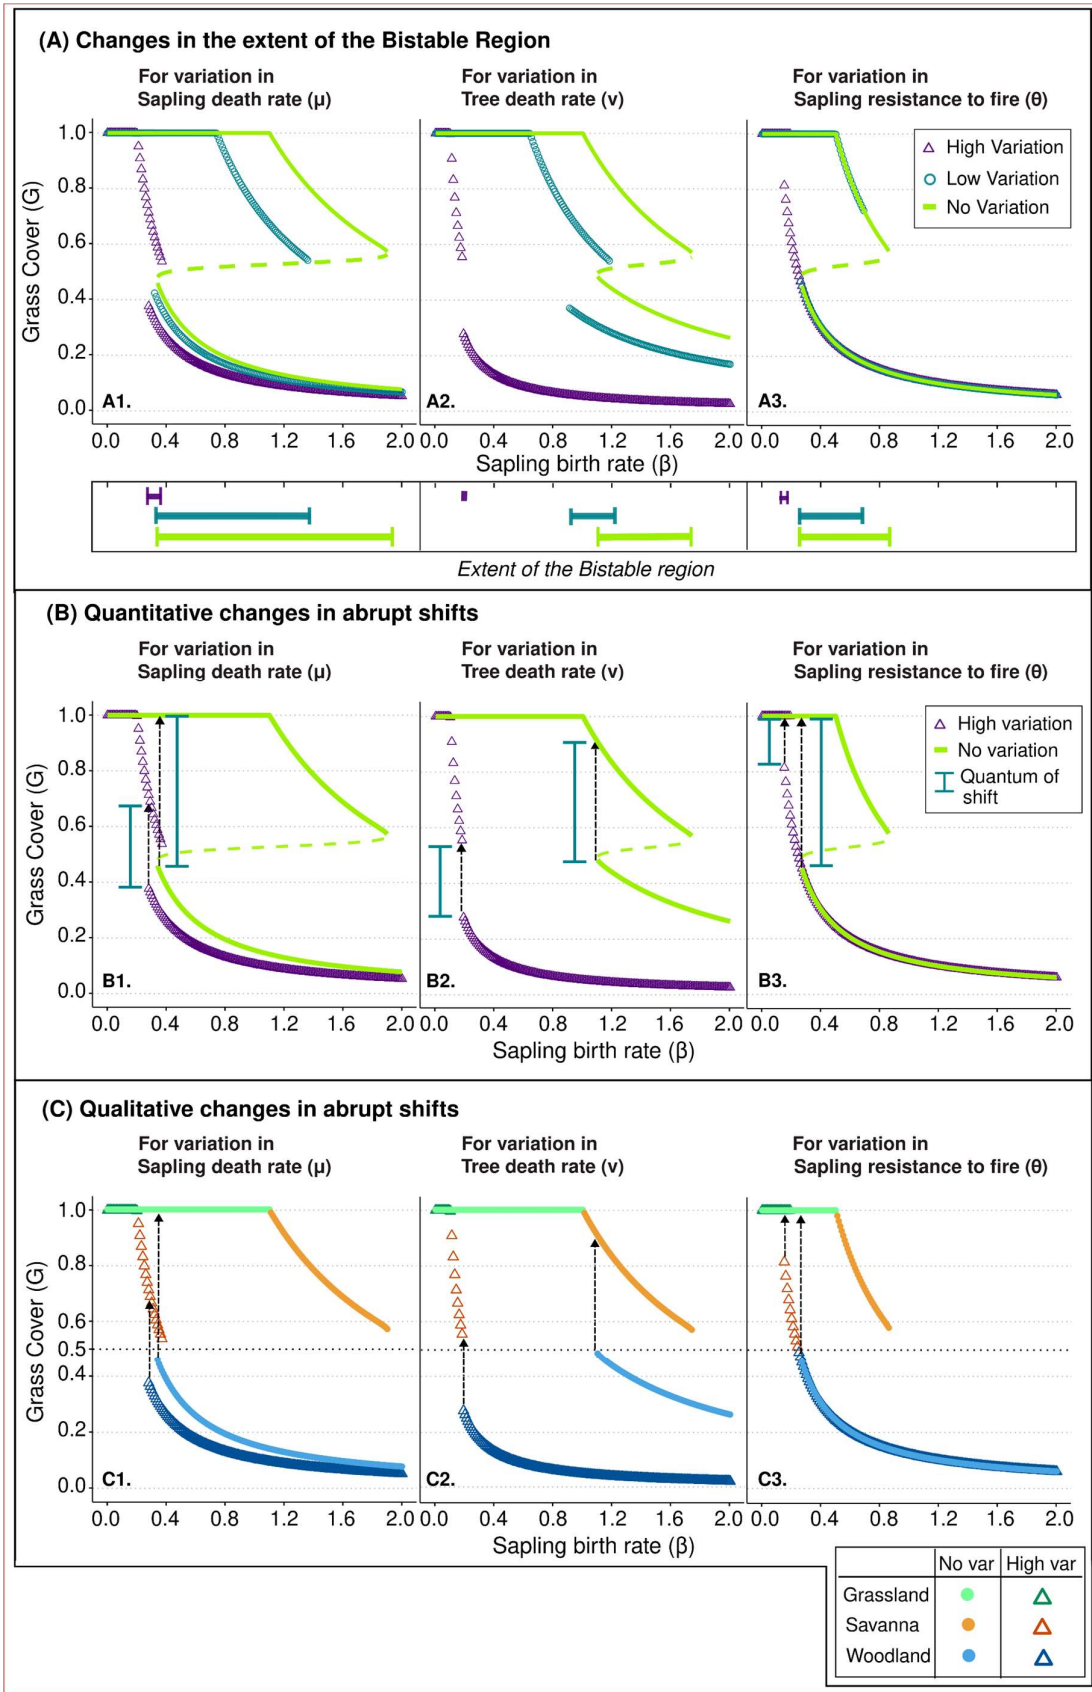 (A) Changes in the extent of the Bistable Region
For variation in
Sapling death rate (μ)
For variation in
Tree death rate (v)
For variation in
Sapling resistance to fire (θ)
Grass Cover (G)
1.0
0.8
0.6
0.4
0.2
0.0
High Variation
Low Variation
No Variation
A1.
A2.
A3.
0.0 0.4 0.8 1.2 1.6 2.0
0.0 0.4 0.8 1.2 1.6 2.0
0.0 0.4 0.8 1.2 1.6 2.0
Sapling birth rate (β)
Extent of the Bistable region
(B) Quantitative changes in abrupt shifts
For variation in
Sapling death rate (μ)
For variation in
Tree death rate (v)
For variation in
Sapling resistance to fire (θ)
Grass Cover (G)
1.0
0.8
0.6
0.4
0.2
0.0
High variation
No variation
Quantum of
shift
B1.
B2.
B3.
0.0 0.4 0.8 1.2 1.6 2.0
0.0 0.4 0.8 1.2 1.6 2.0
0.0 0.4 0.8 1.2 1.6 2.0
Sapling birth rate (β)
(C) Qualitative changes in abrupt shifts
For variation in
Sapling death rate (μ)
For variation in
Tree death rate (v)
For variation in
Sapling resistance to fire (θ)
Grass Cover (G)
1.0
0.8
0.6
0.5
0.4
0.2
0.0
C1.
C2.
C3.
0.0 0.4 0.8 1.2 1.6 2.0
0.0 0.4 0.8 1.2 1.6 2.0
0.0 0.4 0.8 1.2 1.6 2.0
Sapling birth rate (β)
No var High var
Grassland
Savanna
Woodland